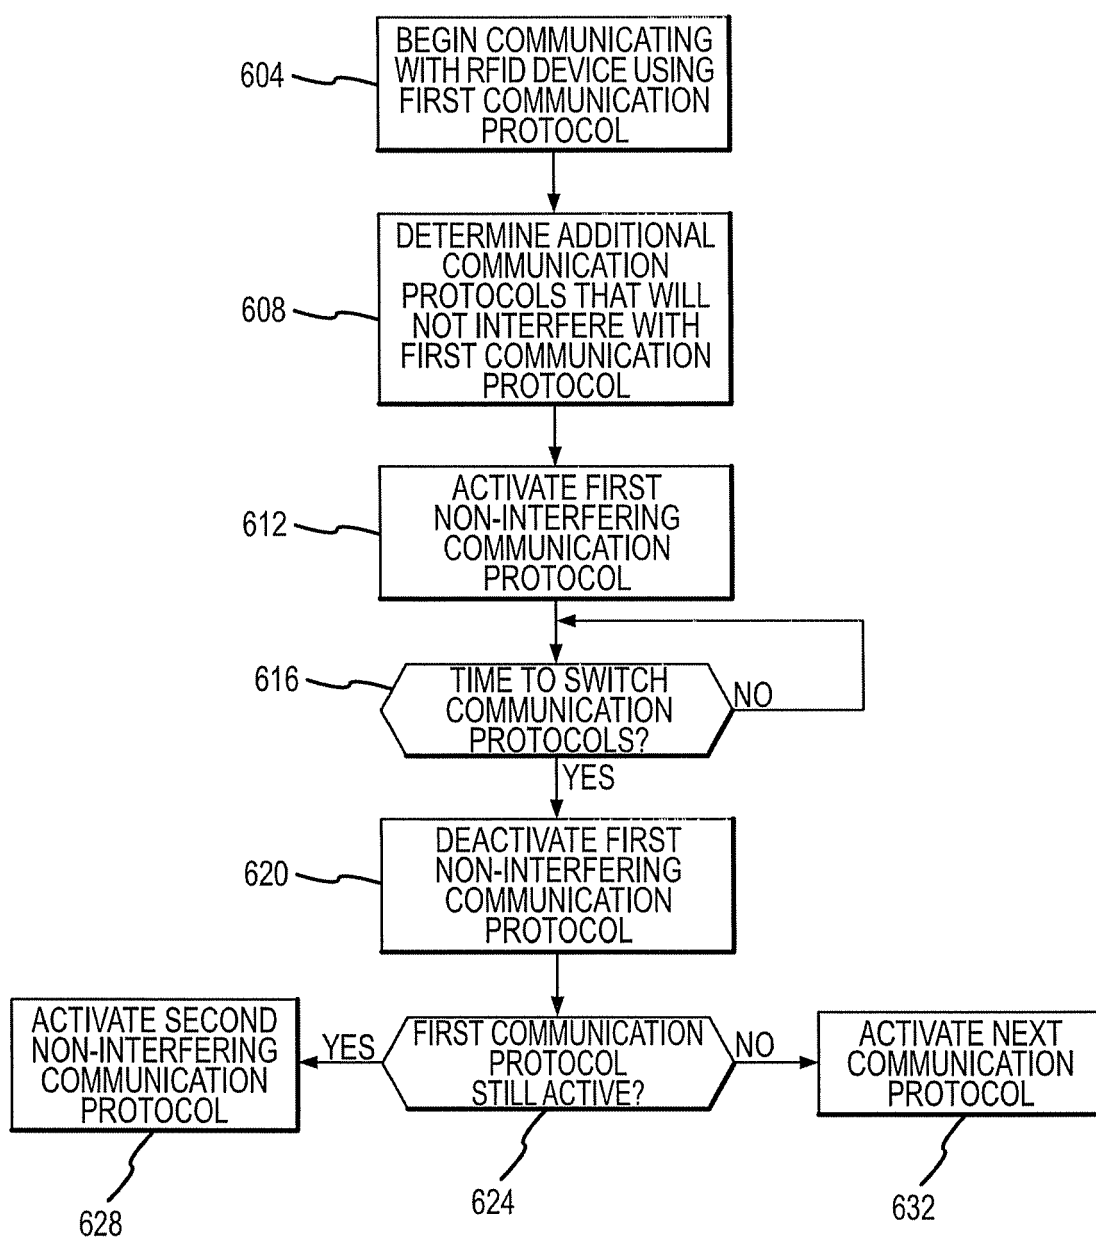 BEGIN COMMUNICATING
WITH RFID DEVICE USING
FIRST COMMUNICATION
PROTOCOL
604
DETERMINE ADDITIONAL
COMMUNICATION
PROTOCOLS THAT WILL
NOT INTERFERE WITH
FIRST COMMUNICATION
PROTOCOL
608
ACTIVATE FIRST
NON-INTERFERING
COMMUNICATION
PROTOCOL
612
TIME TO SWITCH
COMMUNICATION
PROTOCOLS?
616
NO
YES
DEACTIVATE FIRST
NON-INTERFERING
COMMUNICATION
PROTOCOL
620
FIRST COMMUNICATION
PROTOCOL
STILL ACTIVE?
624
YES
NO
ACTIVATE SECOND
NON-INTERFERING
COMMUNICATION
PROTOCOL
628
ACTIVATE NEXT
COMMUNICATION
PROTOCOL
632